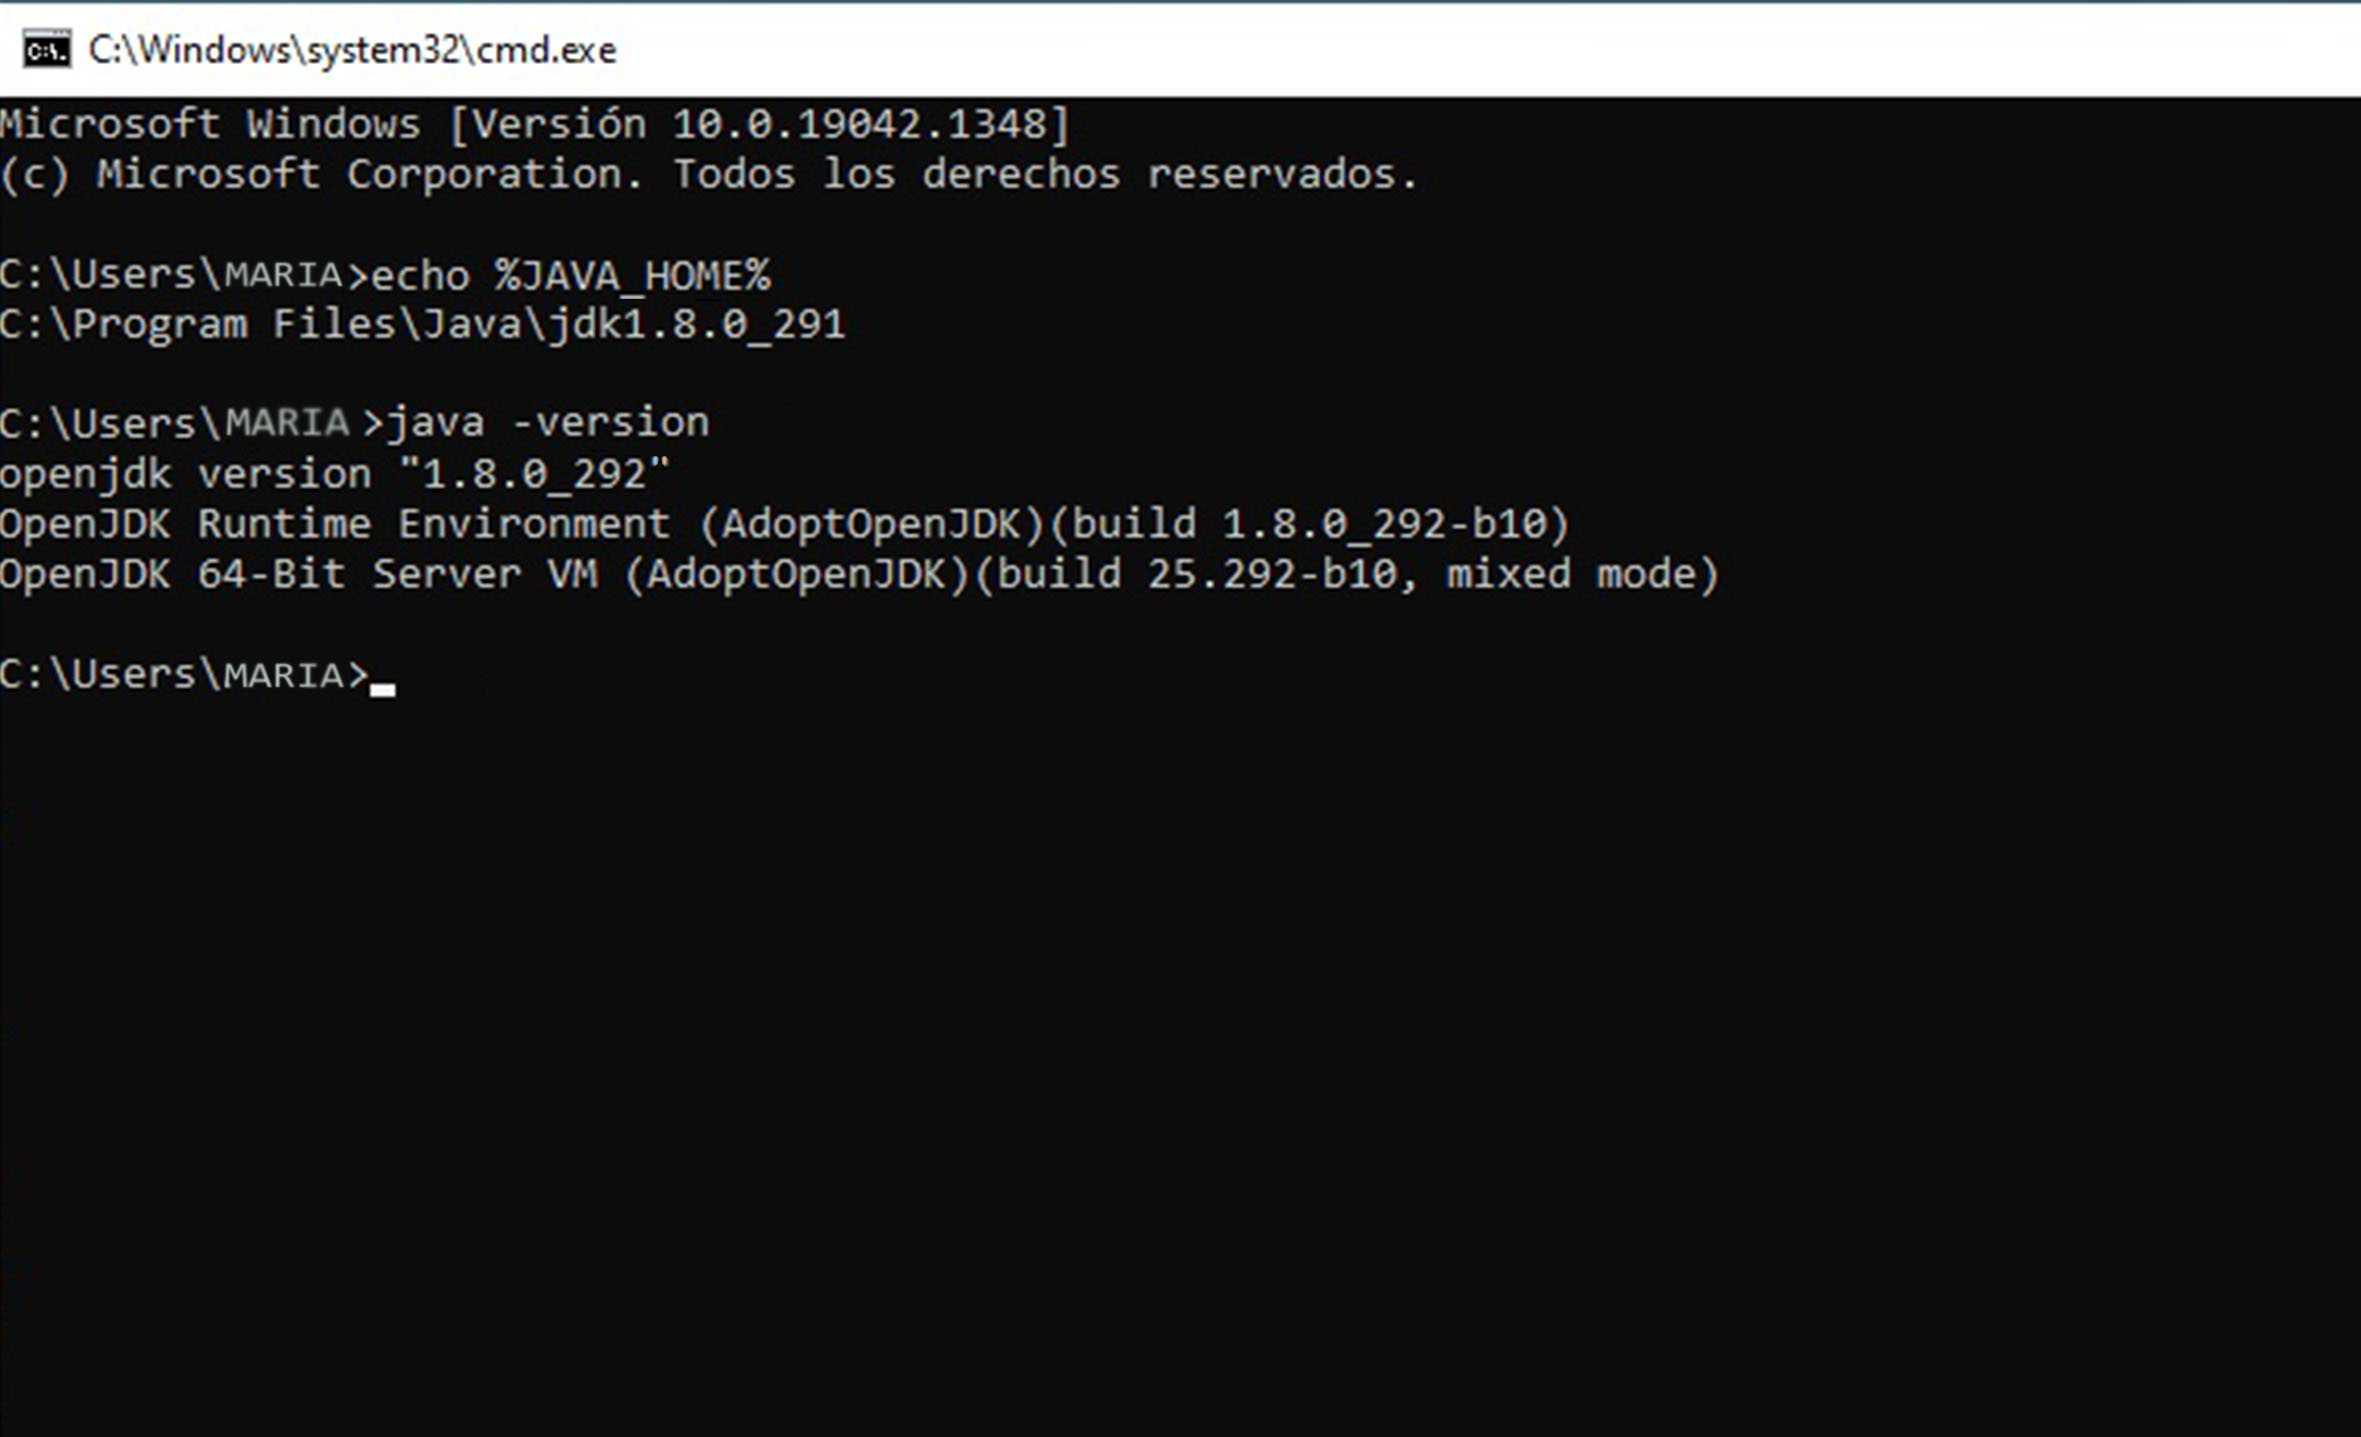 C:\Windows\system32\cmd.exe
Microsoft Windows [Versión 10.0.19042.1348]
(c) Microsoft Corporation. Todos los derechos reservados.
C:\Users\MARIA>echo %JAVA_HOME%
C:\Program Files\Java\jdk1.8.0_291
C:\Users\MARIA >java -version
openjdk version "1.8.0_292"
OpenJDK Runtime Environment (AdoptOpenJDK)(build 1.8.0_292-b10)
OpenJDK 64-Bit Server VM (AdoptOpenJDK)(build 25.292-b10, mixed mode)
C:\Users\MARIA>